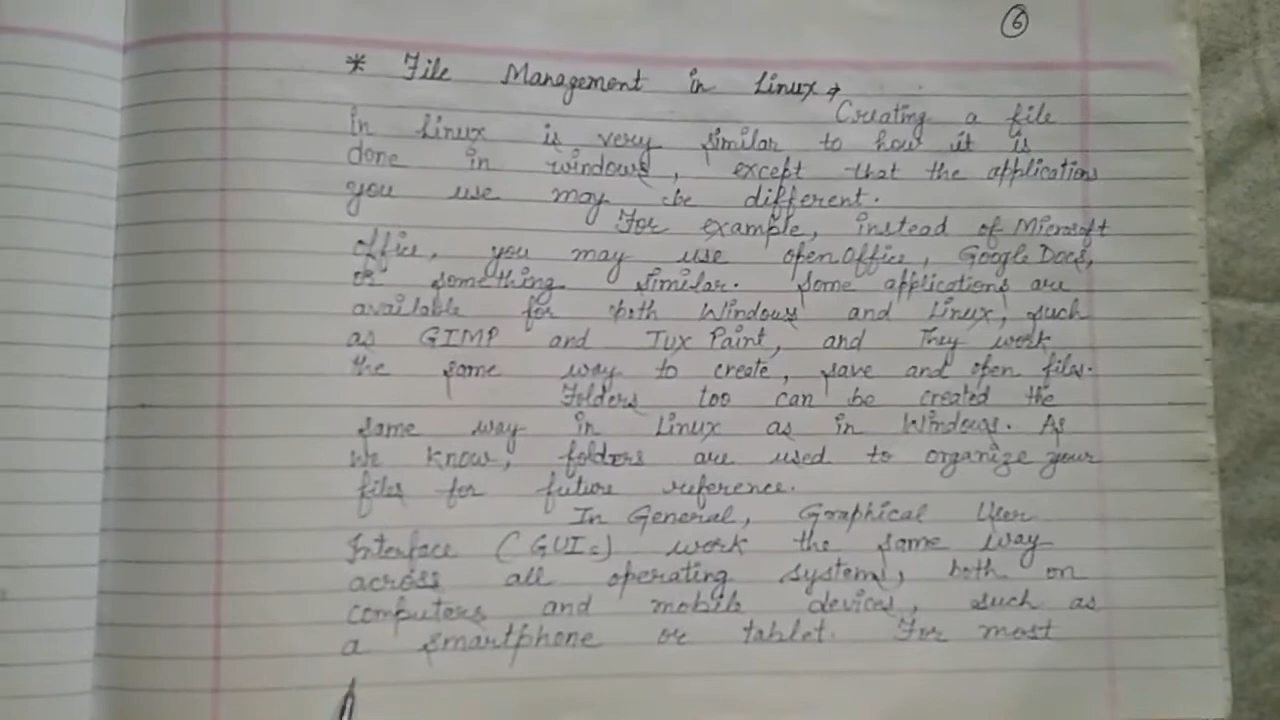 6
* File Management in Linux →
Creating a file
in Linux is very similar to how it is
done in windows, except that the applications
you use may be different.
For example, instead of Microsoft
office, you may use openoffice, Google Docs,
or something similar. Some applications are
available for both Windows and Linux, such
as GIMP and Tux Paint, and They work
the same way to create, save and open files.
Folders too can be created the
same way in Linux as in Windows. As
we know, folders are used to organize your
files for future reference.
In General, Graphical User
Interface (GUIs) work the same way
across all operating systems, both on
computers and mobile devices, such as
a smartphone or tablet. For most